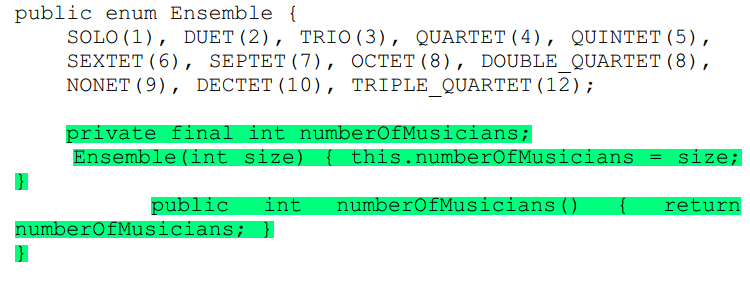 public enum Ensemble {
SOLO(1), DUET(2), TRIO(3), QUARTET(4), QUINTET(5),
SEXTET(6), SEPTET(7), OCTET(8), DOUBLE_QUARTET(8),
NONET(9), DECTET(10), TRIPLE_QUARTET(12);
private final int numberOfMusicians;
Ensemble(int size) { this.numberOfMusicians = size;
}
public int numberOfMusicians() { return
numberOfMusicians; }
}